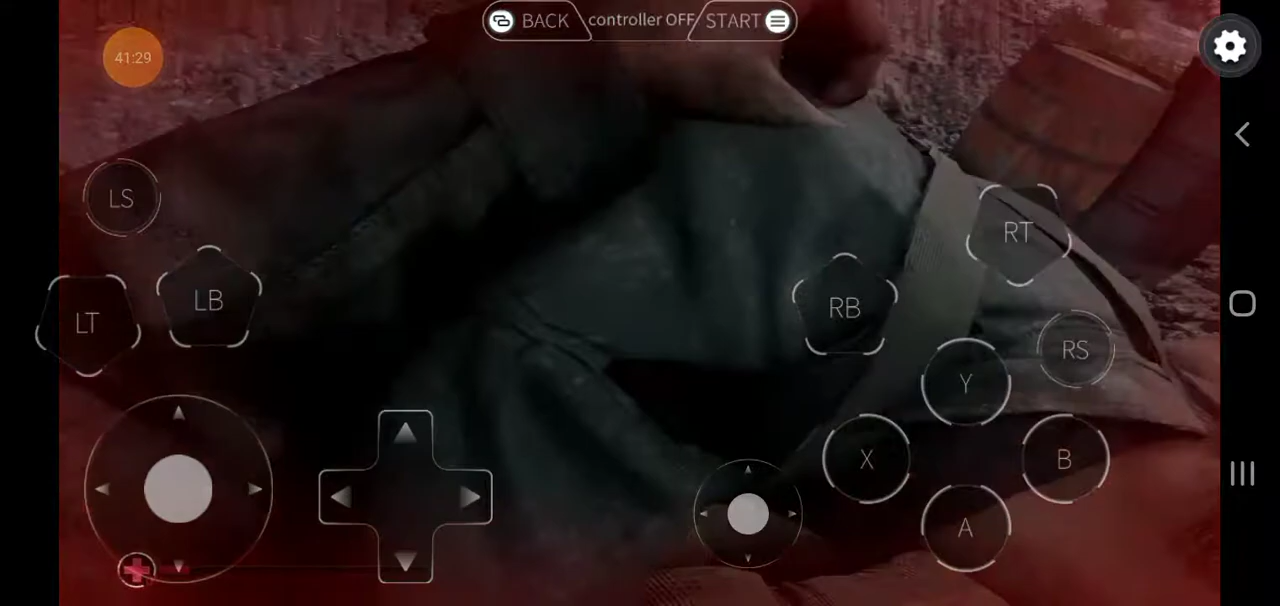 BACK controller OFF START
41:29
LS
RT
LT LB RB
RS
Y
X B
A